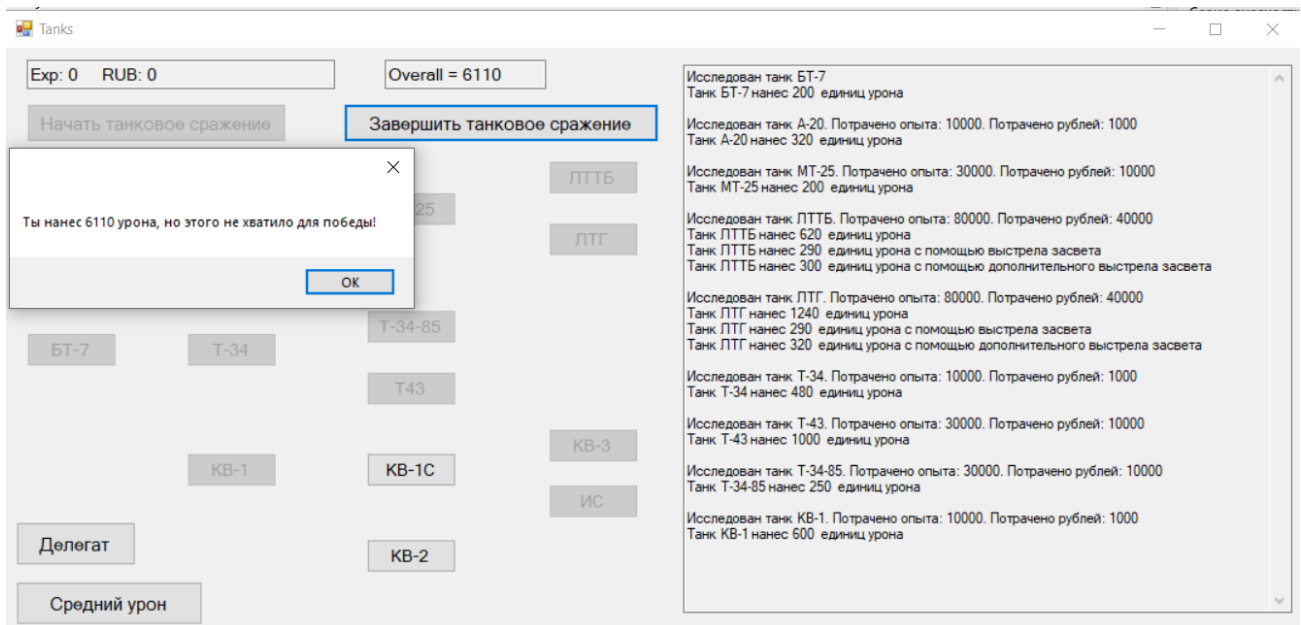 Tanks
Exp: 0 RUB: 0
Overall = 6110
Начать танковое сражение
Завершить танковое сражение
Ты нанес 6110 урона, но этого не хватило для победы!
ОК
25
ЛТТБ
ЛТГ
БТ-7
Т-34
Т-34-85
Т43
КВ-1
КВ-1С
КВ-3
ИС
КВ-2
Делегат
Средний урон
Исследован танк БТ-7
Танк БТ-7 нанес 200 единиц урона
Исследован танк А-20. Потрачено опыта: 10000. Потрачено рублей: 1000
Танк А-20 нанес 320 единиц урона
Исследован танк МТ-25. Потрачено опыта: 30000. Потрачено рублей: 10000
Танк МТ-25 нанес 200 единиц урона
Исследован танк ЛТТБ. Потрачено опыта: 80000. Потрачено рублей: 40000
Танк ЛТТБ нанес 620 единиц урона
Танк ЛТТБ нанес 290 единиц урона с помощью выстрела засвета
Танк ЛТТБ нанес 300 единиц урона с помощью дополнительного выстрела засвета
Исследован танк ЛТГ. Потрачено опыта: 80000. Потрачено рублей: 40000
Танк ЛТГ нанес 1240 единиц урона
Танк ЛТГ нанес 290 единиц урона с помощью выстрела засвета
Танк ЛТГ нанес 320 единиц урона с помощью дополнительного выстрела засвета
Исследован танк Т-34. Потрачено опыта: 10000. Потрачено рублей: 1000
Танк Т-34 нанес 480 единиц урона
Исследован танк Т-43. Потрачено опыта: 30000. Потрачено рублей: 10000
Танк Т-43 нанес 1000 единиц урона
Исследован танк Т-34-85. Потрачено опыта: 30000. Потрачено рублей: 10000
Танк Т-34-85 нанес 250 единиц урона
Исследован танк КВ-1. Потрачено опыта: 10000. Потрачено рублей: 1000
Танк КВ-1 нанес 600 единиц урона